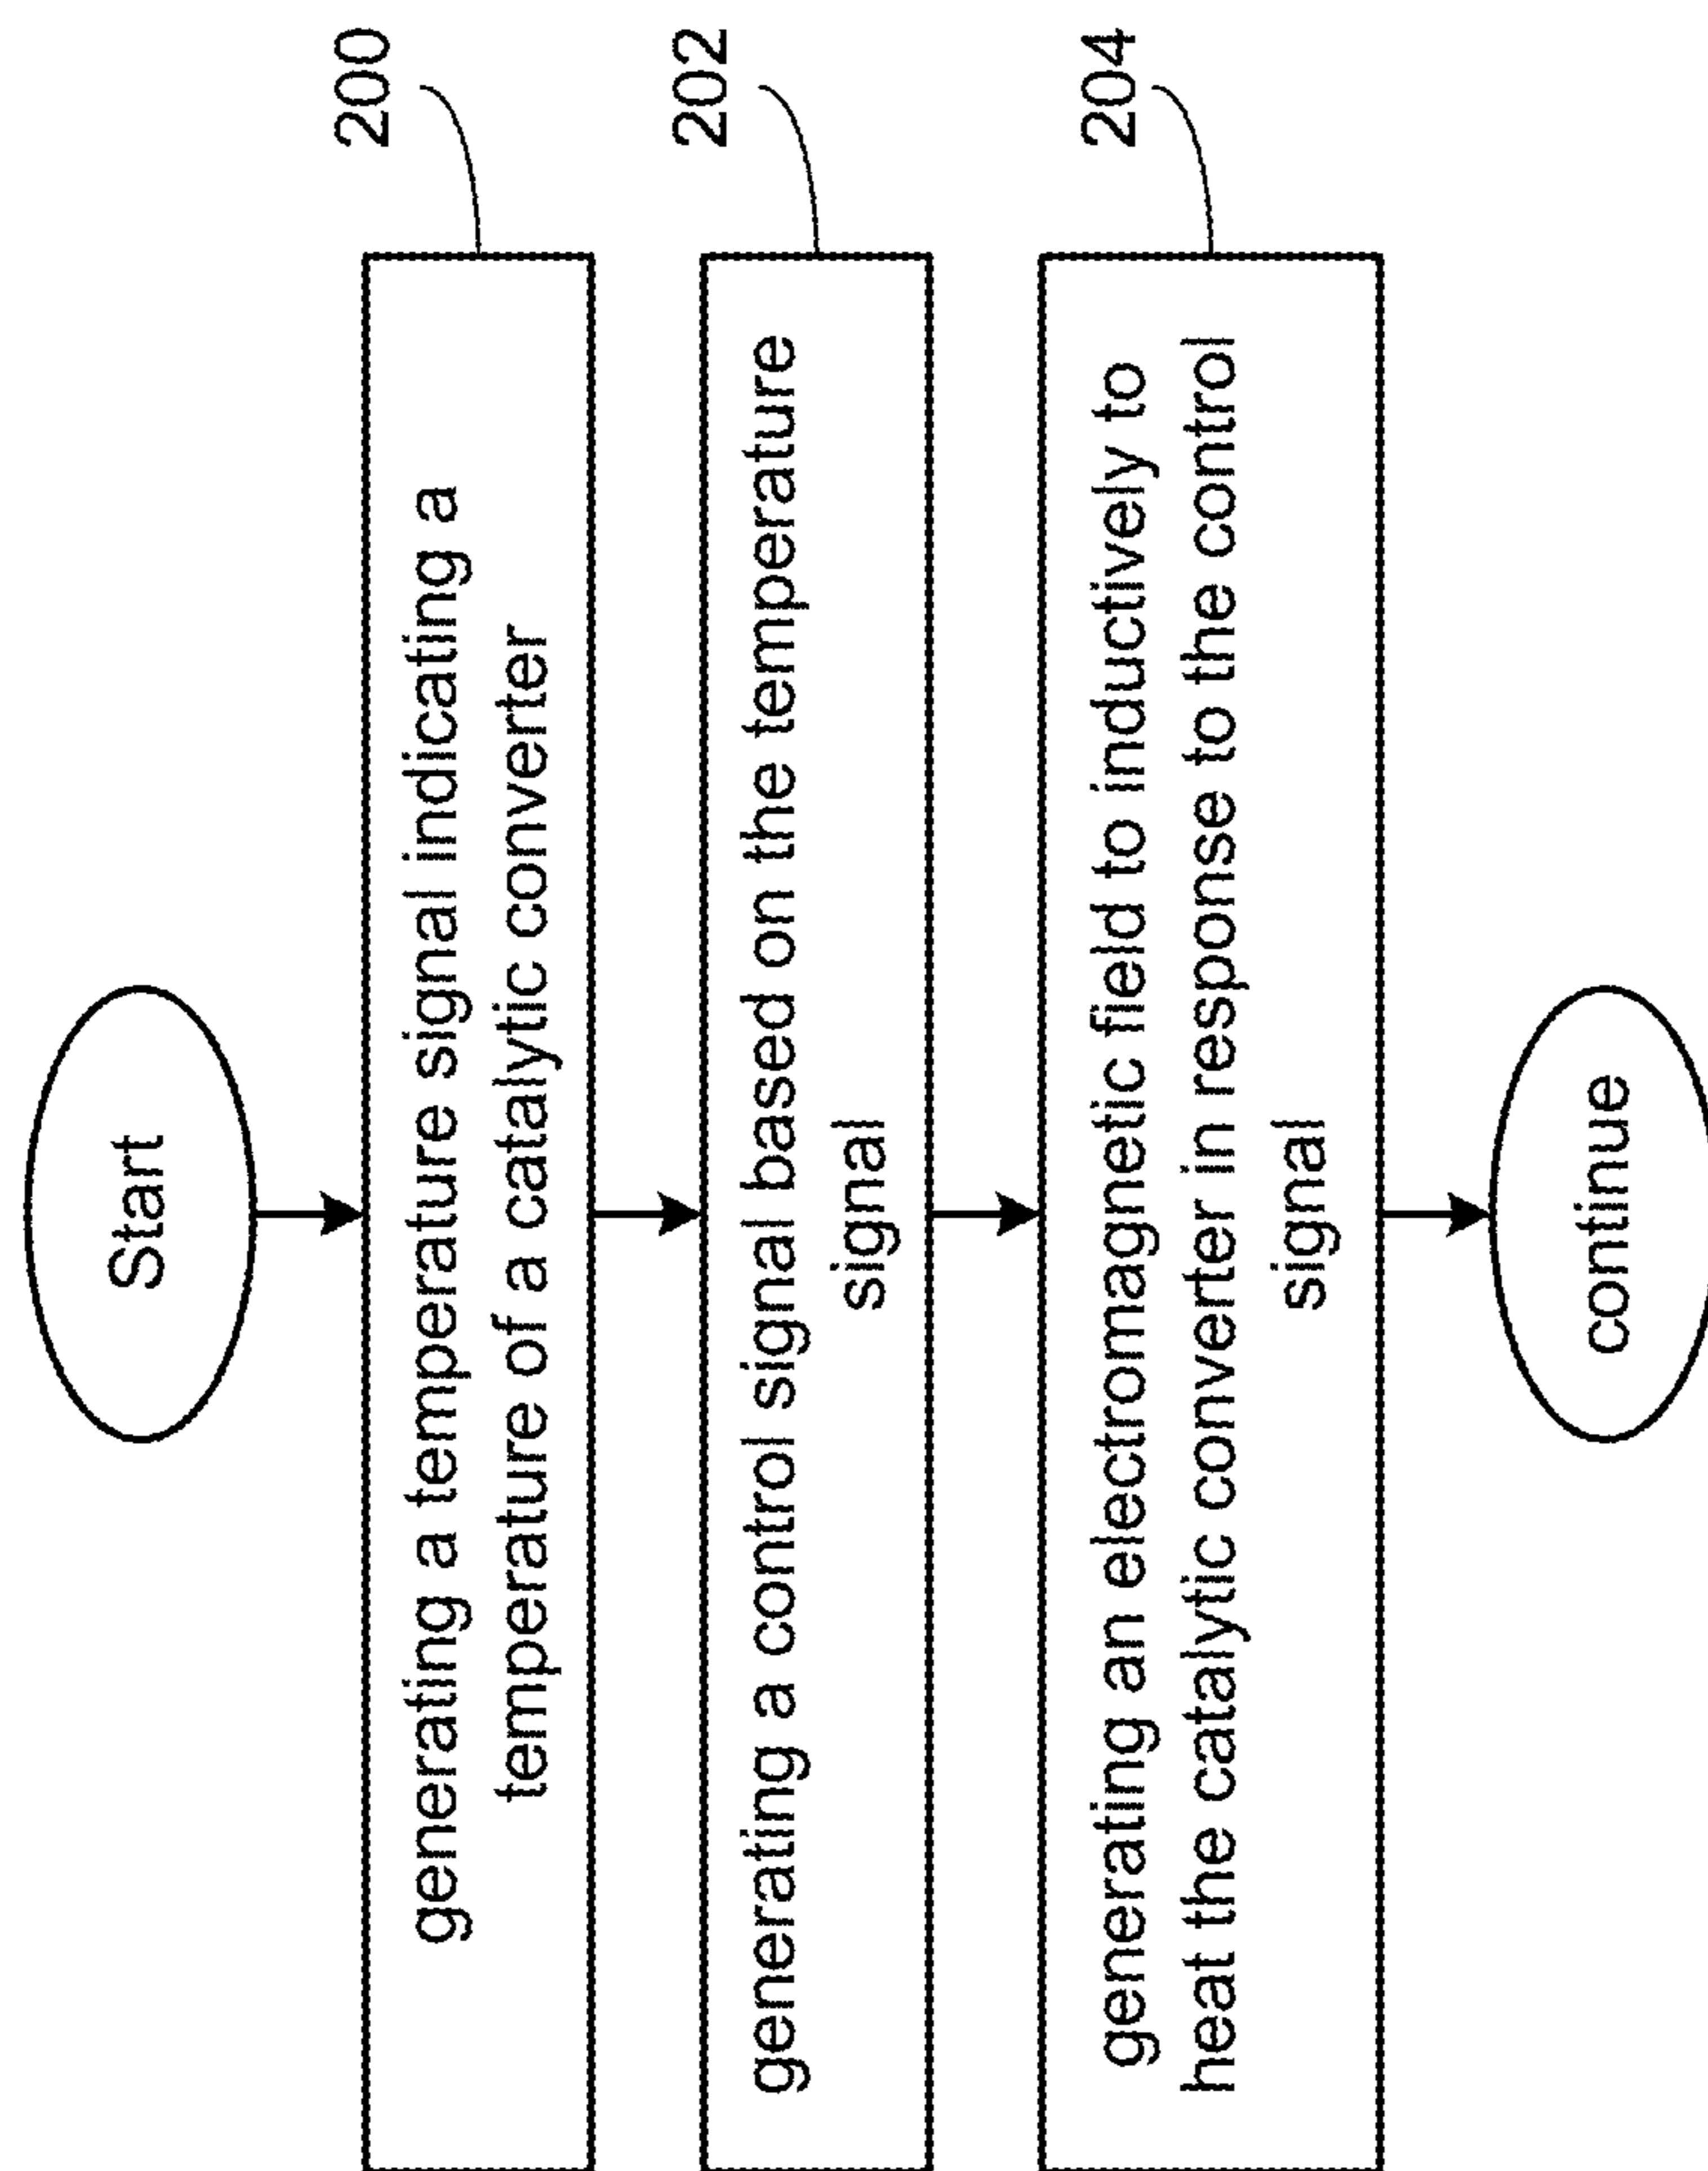 Start
200
generating a temperature signal indicating a
temperature of a catalytic converter
202
generating a control signal based on the temperature
signal
204
generating an electromagnetic field to inductively to
heat the catalytic converter in response to the control
signal
continue